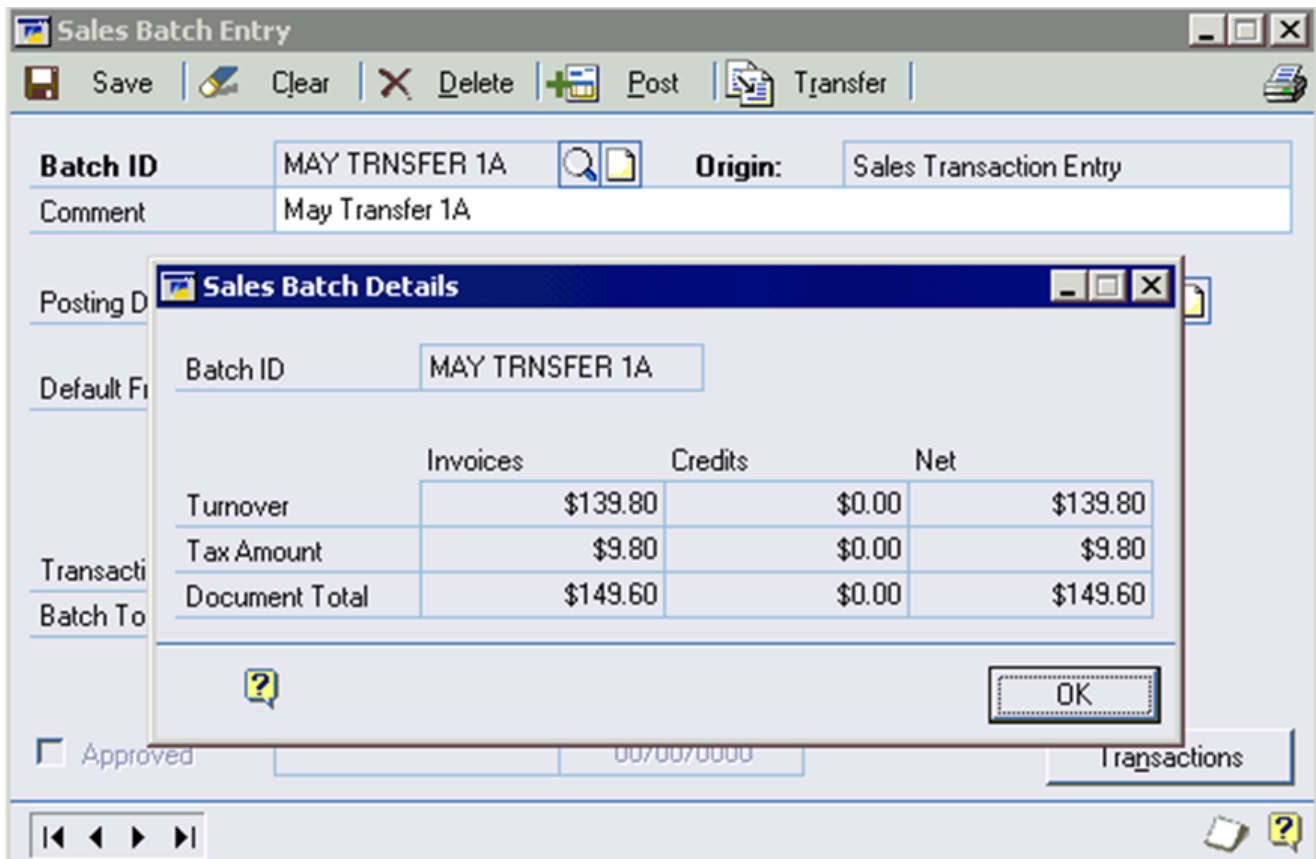 Sales Batch Entry
Save Clear Delete Post Transfer
Batch ID MAY TRNSFER 1A Origin: Sales Transaction Entry
Comment May Transfer 1A
Sales Batch Details
Posting D
Batch ID MAY TRNSFER 1A
Default Fr
Invoices Credits Net
Turnover $139.80 $0.00 $139.80
Tax Amount $9.80 $0.00 $9.80
Transacti
Document Total $149.60 $0.00 $149.60
Batch To
OK
Approved 00/00/0000
Transactions